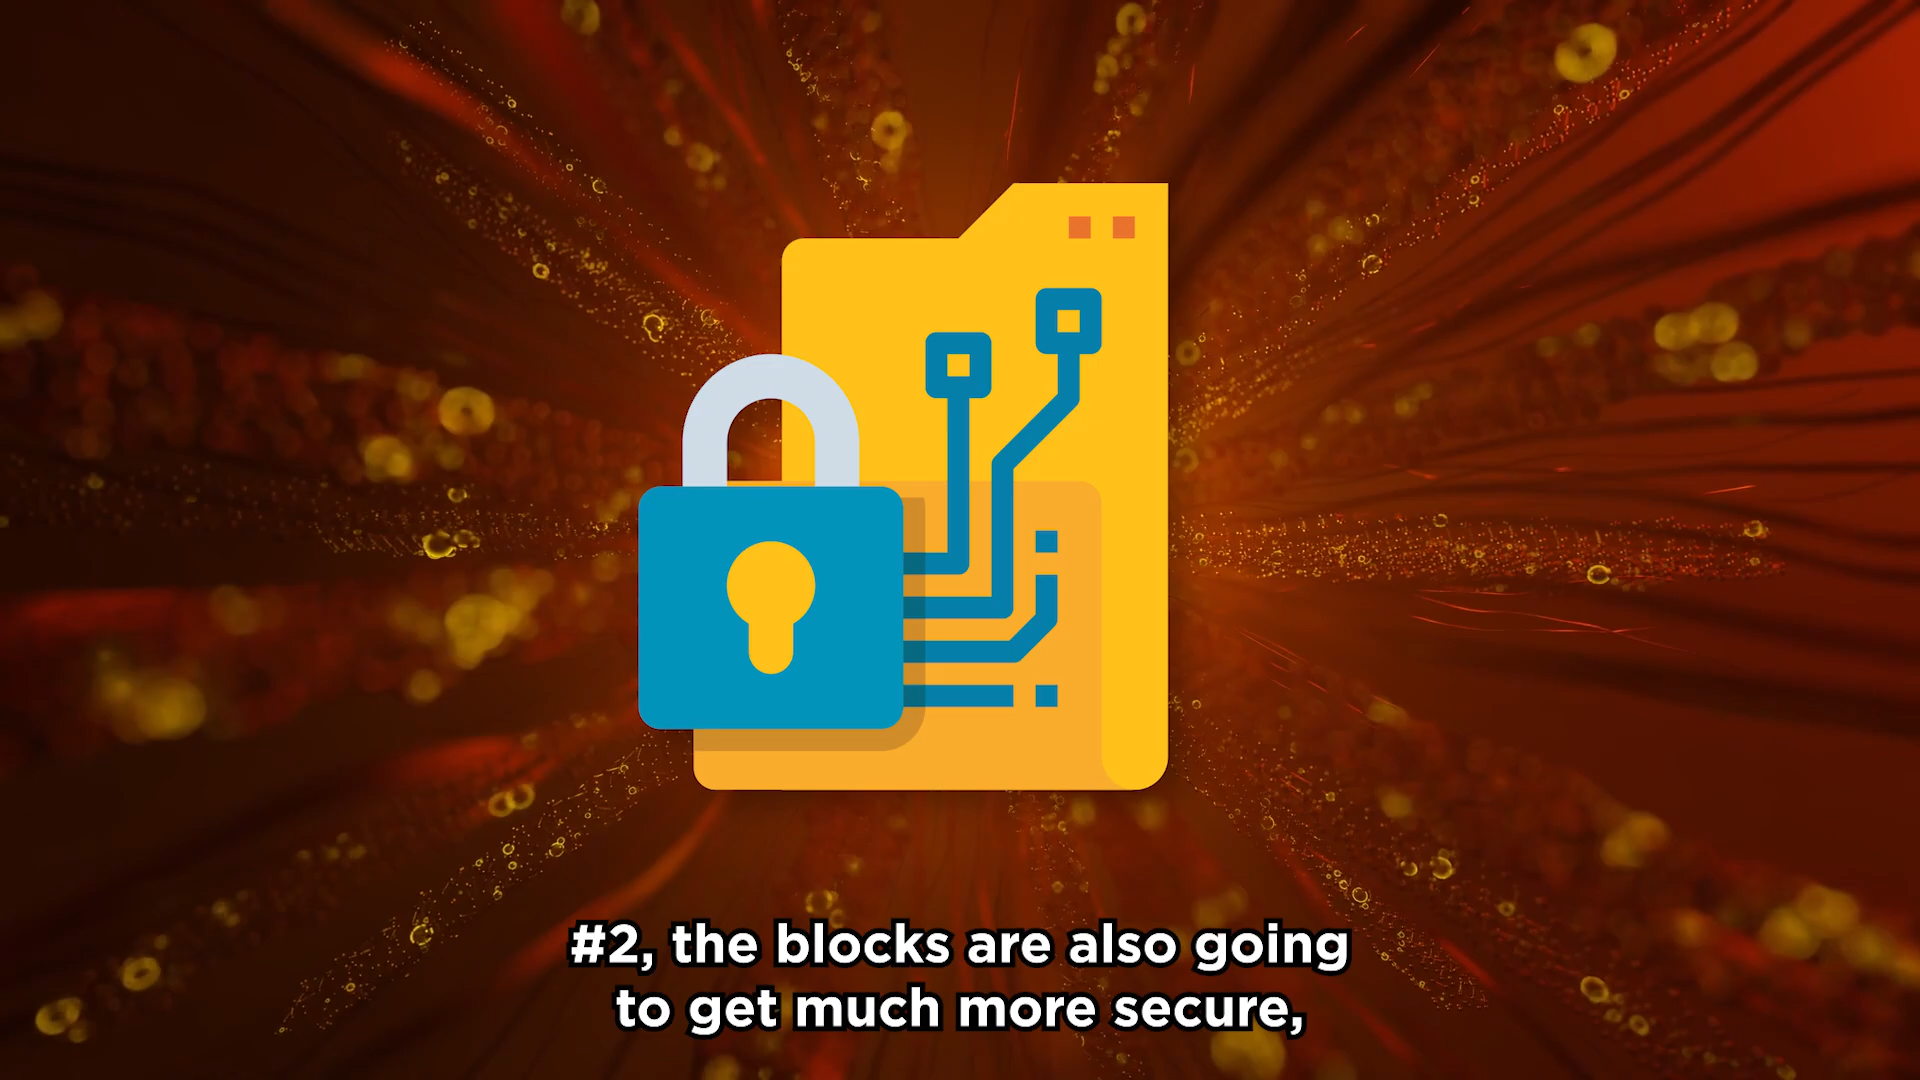 #2, the blocks are also going
to get much more secure,